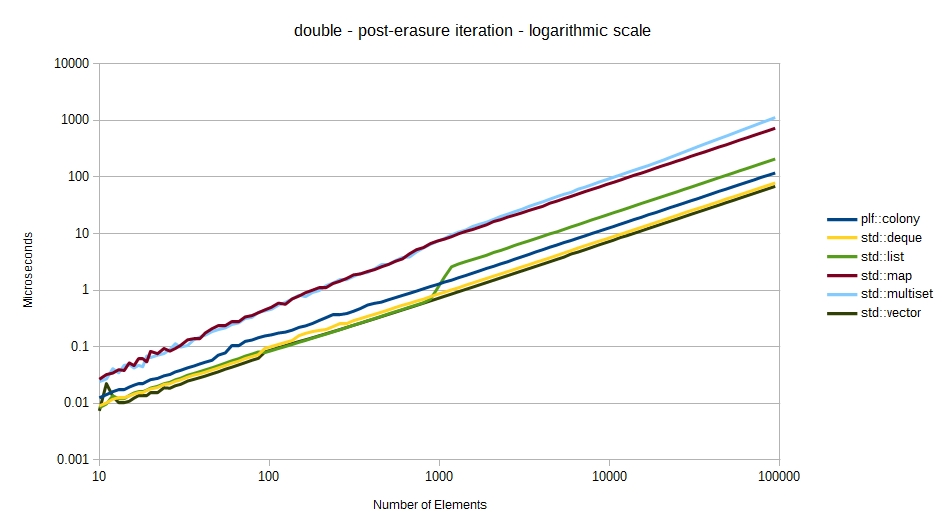 double - post-erasure iteration - logarithmic scale
10000
1000
100
10
1
0.1
0.01
0.001
10
100
1000
10000
100000
Microseconds
Number of Elements
plf::colony
std::deque
std::list
std::map
std::multiset
std::vector